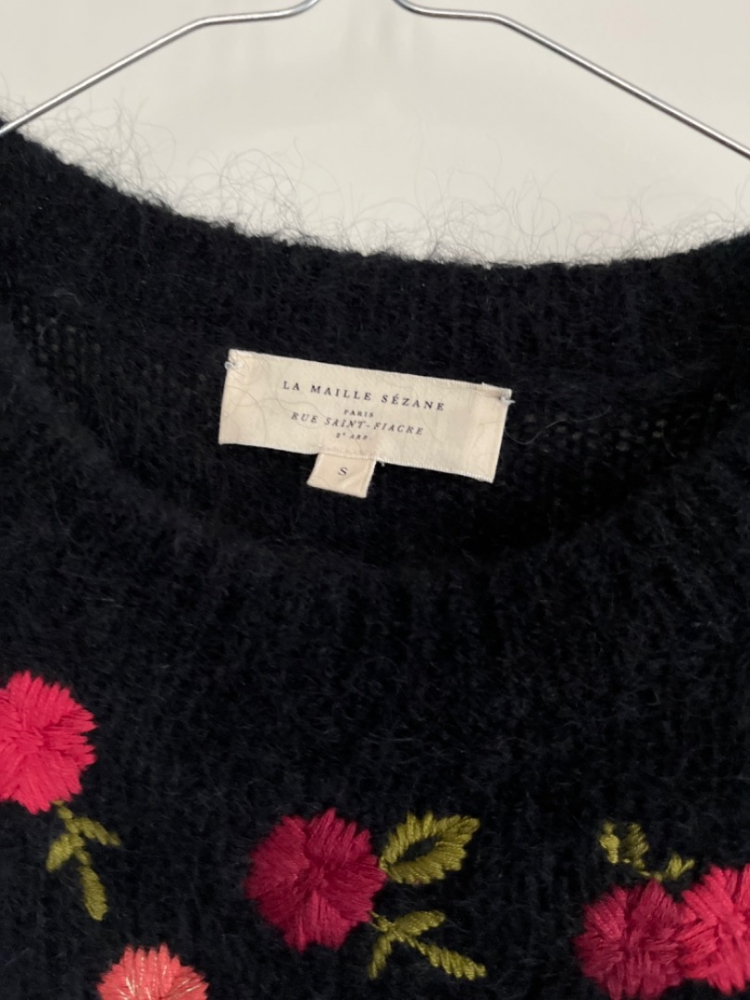 LA MAILLE SÉZANE
PARIS
RUE SAINT-FIACRE
2e ARR
S